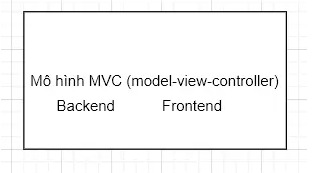 Mô hình MVC (model-view-controller)
Backend Frontend